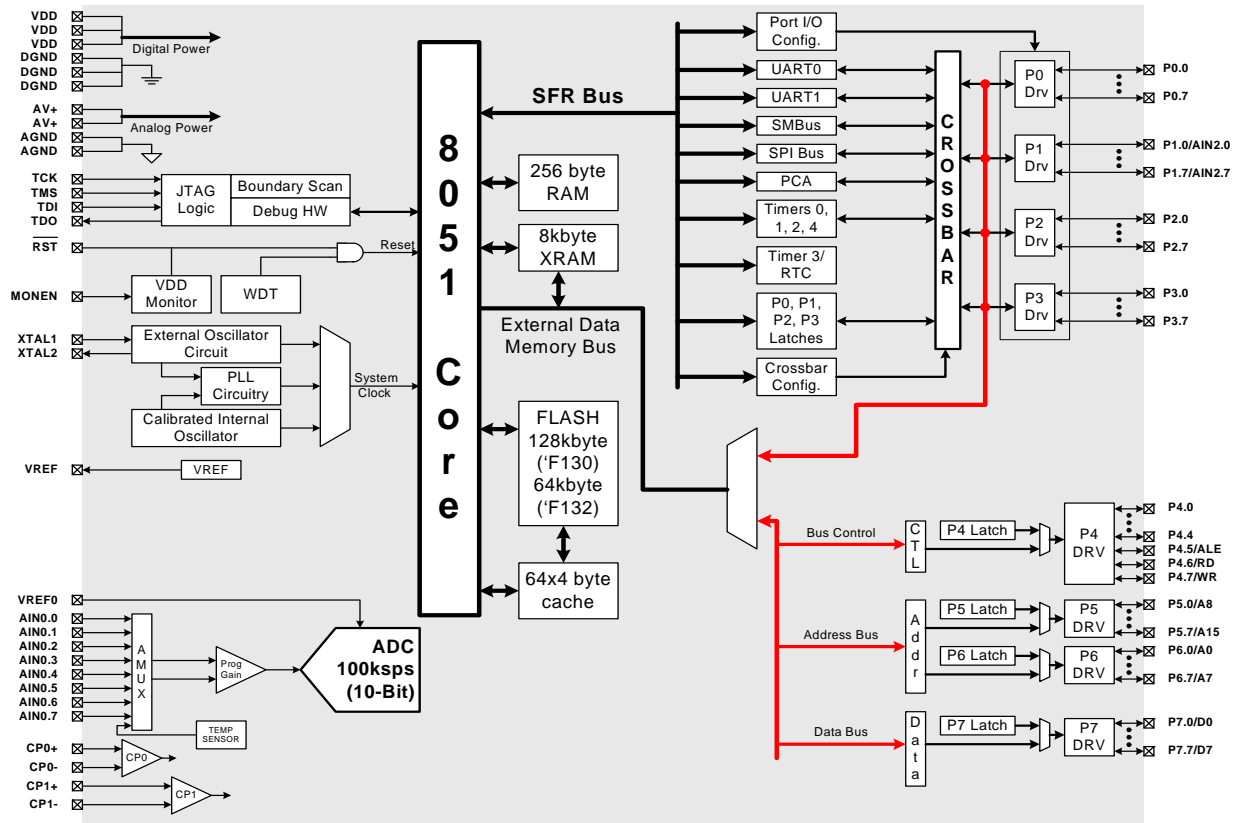 VDD
VDD
VDD
Digital Power
DGND
DGND
DGND
AV+
AV+
Analog Power
AGND
AGND
TCK
TMS
TDI
TDO
JTAG
Logic
Boundary Scan
Debug HW
RST
Reset
MONEN
VDD
Monitor
WDT
XTAL1
XTAL2
External Oscillator
Circuit
PLL
Circuitry
Calibrated Internal
Oscillator
System
Clock
VREF
VREF
VREF0
AIN0.0
AIN0.1
AIN0.2
AIN0.3
AIN0.4
AIN0.5
AIN0.6
AIN0.7
A
M
U
X
Prog
Gain
ADC
100ksps
(10-Bit)
TEMP
SENSOR
CP0+
CP0-
CP0
CP1+
CP1-
CP1
8
0
5
1
C
o
r
e
SFR Bus
256 byte
RAM
8kbyte
XRAM
External Data
Memory Bus
FLASH
128kbyte
(‘F130)
64kbyte
(‘F132)
64x4 byte
cache
Port I/O
Config.
UART0
UART1
SMBus
SPI Bus
PCA
Timers 0,
1, 2, 4
Timer 3/
RTC
P0, P1,
P2, P3
Latches
Crossbar
Config.
C
R
O
S
S
B
A
R
P0
Drv
P1
Drv
P2
Drv
P3
Drv
P0.0
P0.7
P1.0/AIN2.0
P1.7/AIN2.7
P2.0
P2.7
P3.0
P3.7
Bus Control
C
T
L
P4 Latch
P4
DRV
P4.0
P4.4
P4.5/ALE
P4.6/RD
P4.7/WR
Address Bus
A
d
d
r
P5 Latch
P5
DRV
P5.0/A8
P5.7/A15
P6 Latch
P6
DRV
P6.0/A0
P6.7/A7
Data Bus
D
a
t
a
P7 Latch
P7
DRV
P7.0/D0
P7.7/D7